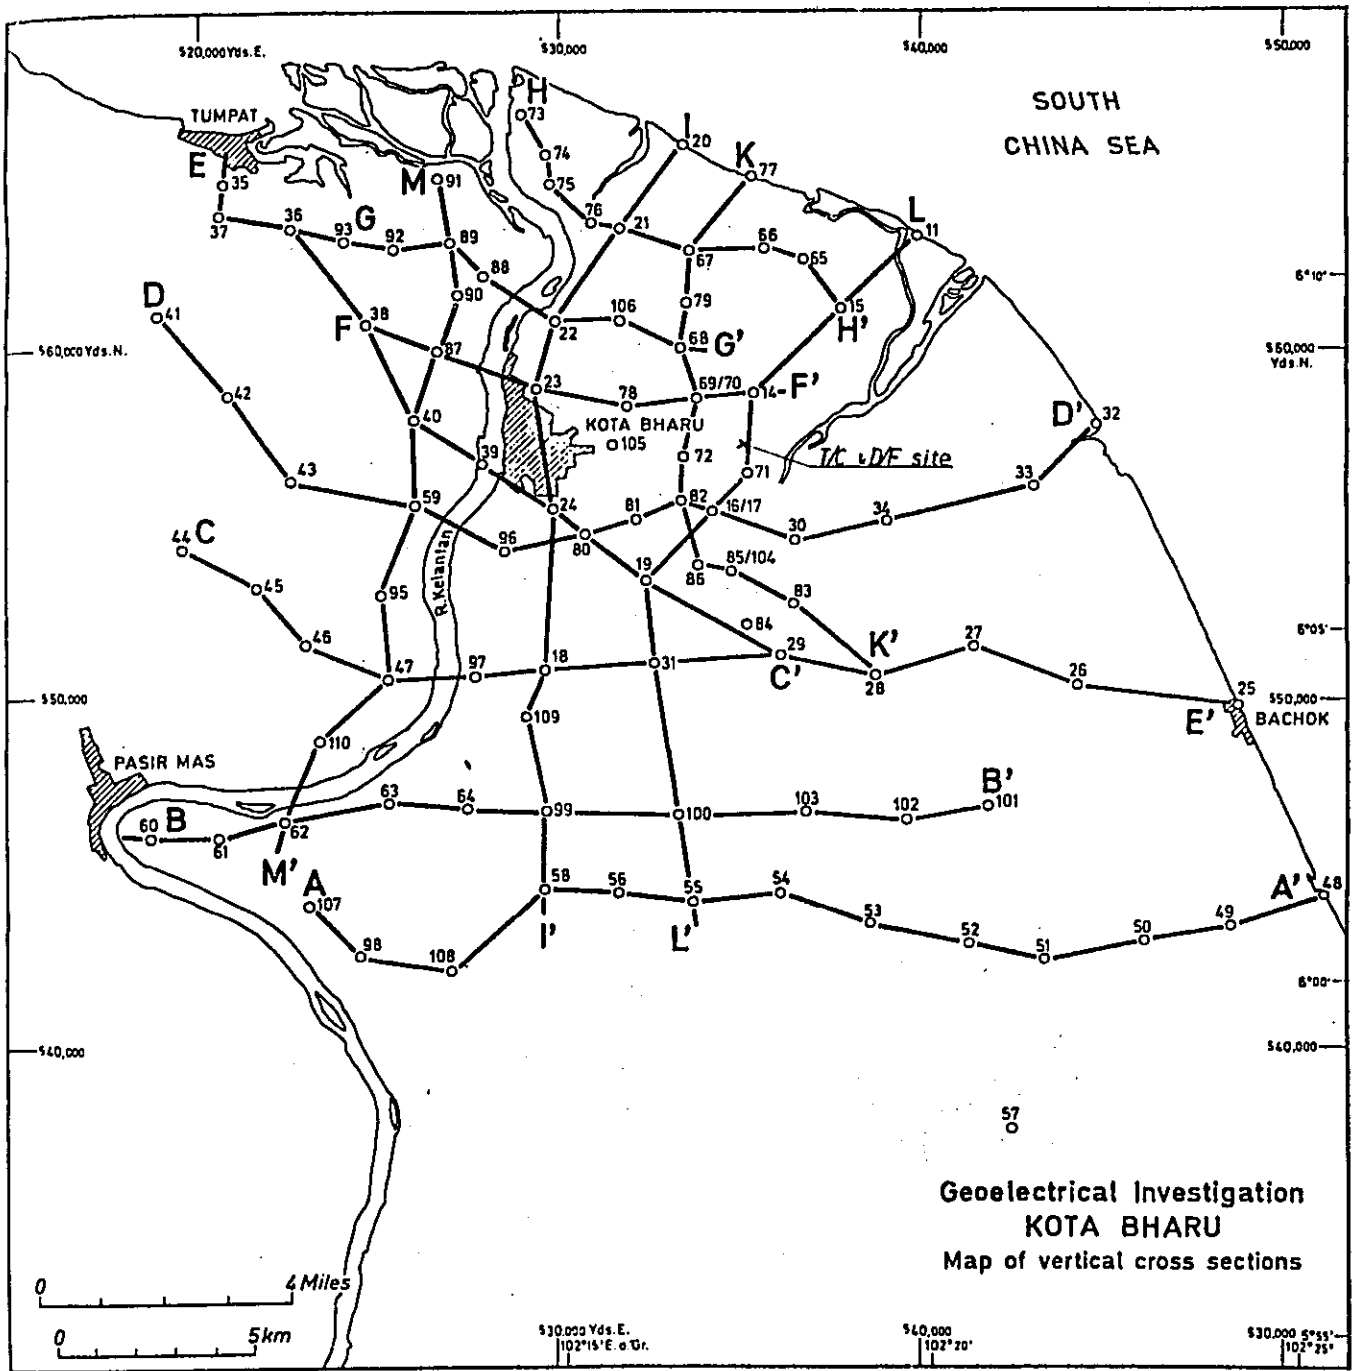 520,000 Yds.E.
530,000
540,000
550,000
SOUTH
CHINA SEA
TUMPAT
H
73
I
20
74
E
35
M
91
75
K
77
37
36
G
93
92
89
76
21
L
11
66
65
67
88
6°10'
D
41
90
79
15
H'
F
38
22
106
68
G'
560,000 Yds.N.
87
560,000
Yds.N.
42
23
69/70
14-F'
78
40
KOTA BHARU
105
D'
32
39
72
T/C & D/F site
71
43
33
59
24
81
82
16/17
34
44
C
96
80
30
45
19
86
85/104
R.Kelantan
95
83
84
6°05'
46
47
97
18
31
29
C'
K'
28
27
26
25
550,000
109
E'
BACHOK
550,000
110
PASIR MAS
60
B
61
62
63
64
99
100
103
102
B'
101
M'
A
107
58
56
55
54
A'
48
I'
L'
53
49
98
108
52
51
50
6°00'
540,000
540,000
57
Geoelectrical Investigation
KOTA BHARU
Map of vertical cross sections
0
4 Miles
0
5km
530.000 Yds.E.
102°15'E.o.Gr.
540,000
102°20'
530.000
5°55'
102°25'